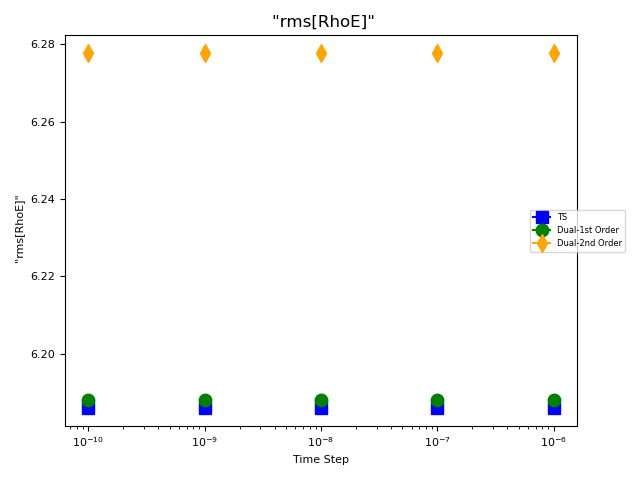 "rms[RhoE]"
6.28
6.26
6.24
6.22
6.20
"rms[RhoE]"
TS
Dual-1st Order
Dual-2nd Order
10⁻¹⁰
10⁻⁹
10⁻⁸
10⁻⁷
10⁻⁶
Time Step